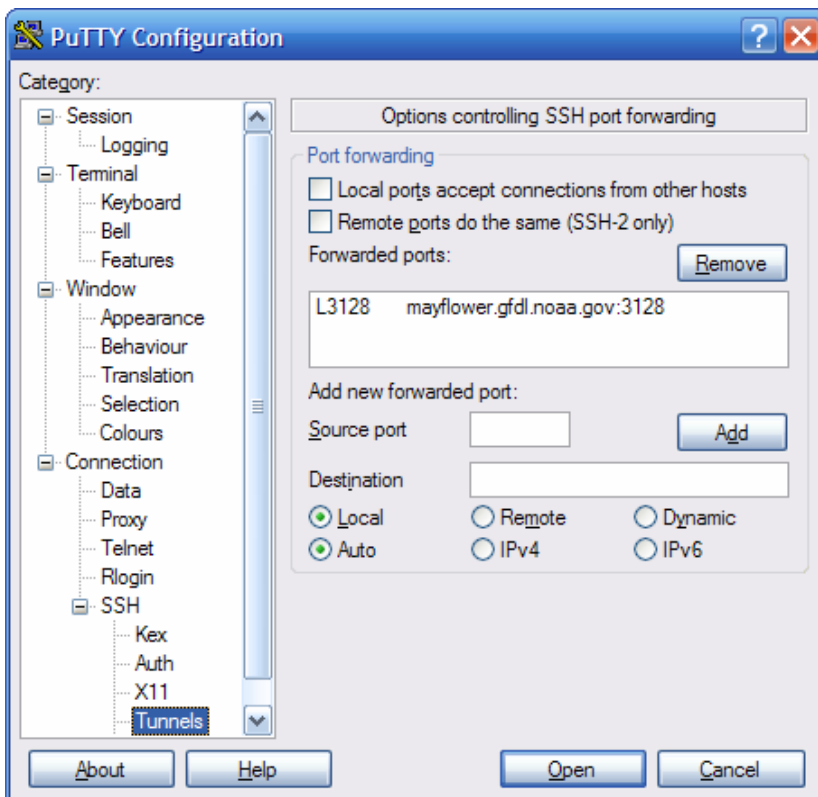 PuTTY Configuration
Category:
Session
Logging
Terminal
Keyboard
Bell
Features
Window
Appearance
Behaviour
Translation
Selection
Colours
Connection
Data
Proxy
Telnet
Rlogin
SSH
Kex
Auth
X11
Tunnels
Options controlling SSH port forwarding
Port forwarding
Local ports accept connections from other hosts
Remote ports do the same (SSH-2 only)
Forwarded ports:
Remove
L3128 mayflower.gfdl.noaa.gov:3128
Add new forwarded port:
Source port
Add
Destination
Local Remote Dynamic
Auto IPv4 IPv6
About Help Open Cancel